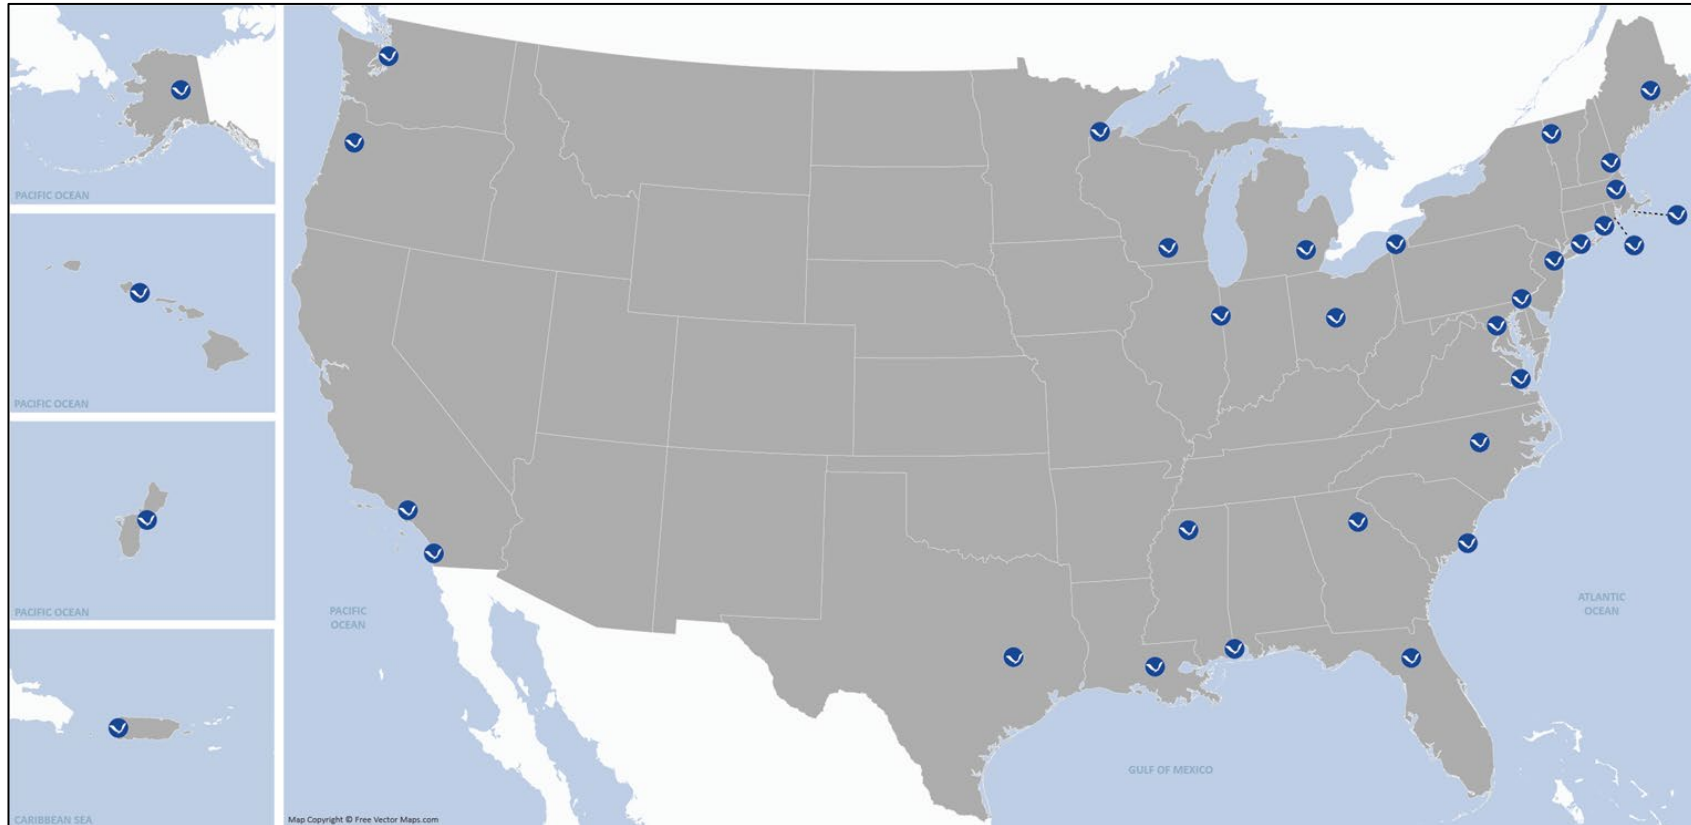 PACIFIC OCEAN
PACIFIC OCEAN
PACIFIC OCEAN
CARIBBEAN SEA
PACIFIC
OCEAN
ATLANTIC
OCEAN
GULF OF MEXICO
Map Copyright © Free Vector Maps.com